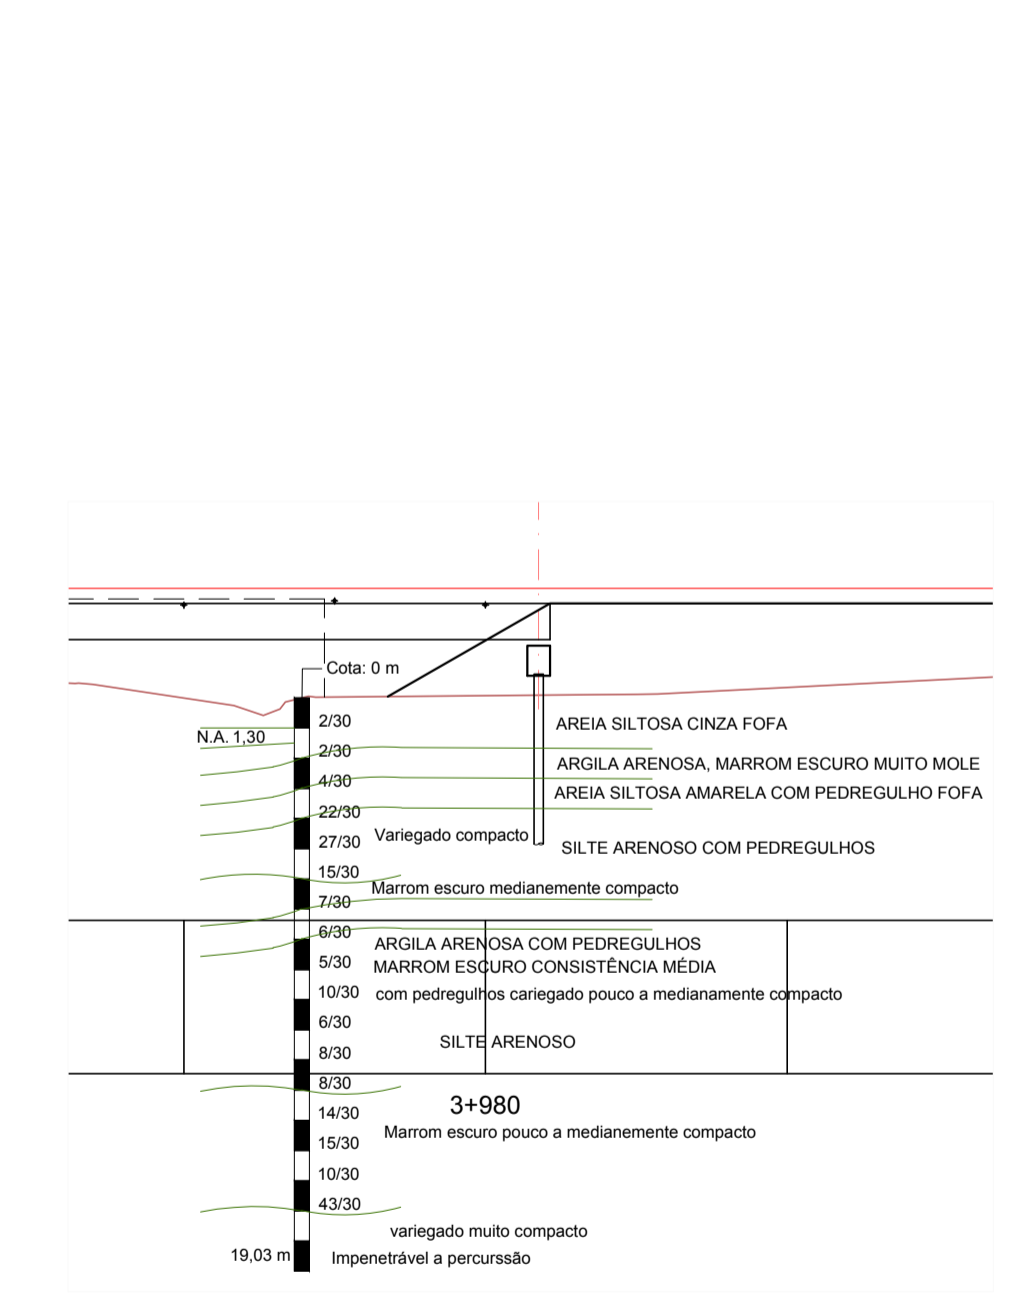 Cota: 0 m
2/30
AREIA SILTOSA CINZA FOFA
N.A. 1,30
2/30
ARGILA ARENOSA, MARROM ESCURO MUITO MOLE
4/30
AREIA SILTOSA AMARELA COM PEDREGULHO FOFA
22/30
Variegado compacto
27/30
SILTE ARENOSO COM PEDREGULHOS
15/30
Marrom escuro medianemente compacto
7/30
6/30
ARGILA ARENOSA COM PEDREGULHOS
5/30
MARROM ESCURO CONSISTÊNCIA MÉDIA
10/30
com pedregulhos cariegado pouco a medianamente compacto
6/30
SILTE ARENOSO
8/30
8/30
3+980
14/30
Marrom escuro pouco a medianemente compacto
15/30
10/30
43/30
variegado muito compacto
19,03 m
Impenetrável a percurssão